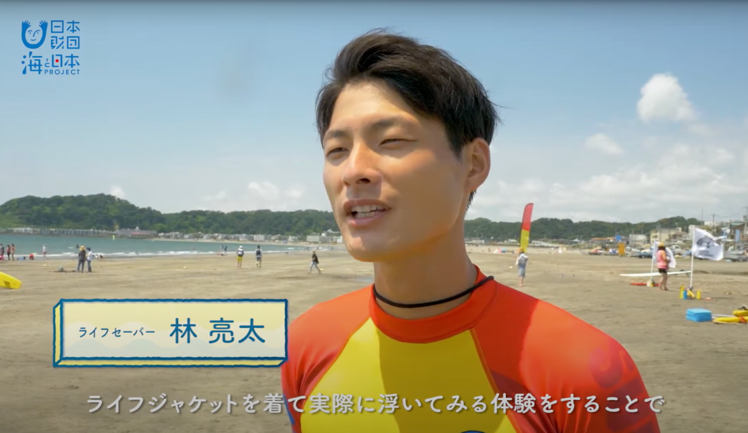 日本
財団
海と日本
PROJECT
ライフセーバー 林 亮太
ライフジャケットを着て実際に浮いてみる体験をすることで